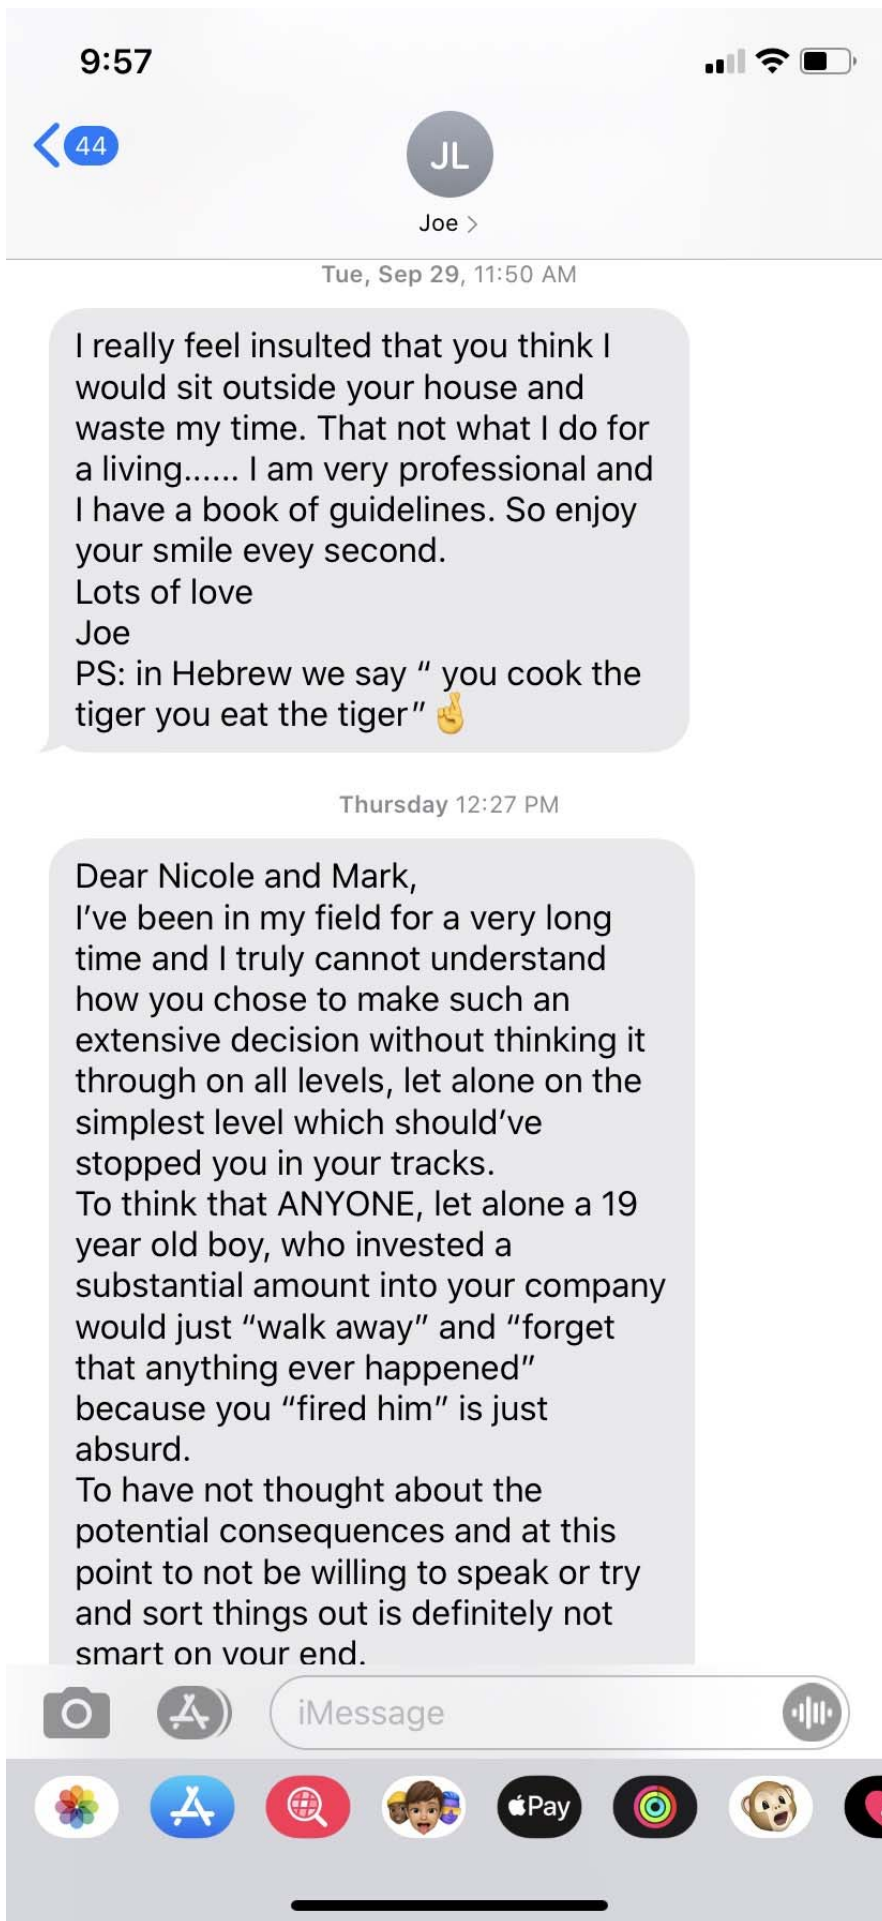 9:57
44
JL
Joe
Tue, Sep 29, 11:50 AM
I really feel insulted that you think I
would sit outside your house and
waste my time. That not what I do for
a living...... I am very professional and
I have a book of guidelines. So enjoy
your smile evey second.
Lots of love
Joe
PS: in Hebrew we say “ you cook the
tiger you eat the tiger” 🤞
Thursday 12:27 PM
Dear Nicole and Mark,
I’ve been in my field for a very long
time and I truly cannot understand
how you chose to make such an
extensive decision without thinking it
through on all levels, let alone on the
simplest level which should’ve
stopped you in your tracks.
To think that ANYONE, let alone a 19
year old boy, who invested a
substantial amount into your company
would just “walk away” and “forget
that anything ever happened”
because you “fired him” is just
absurd.
To have not thought about the
potential consequences and at this
point to not be willing to speak or try
and sort things out is definitely not
smart on your end.
iMessage
Pay